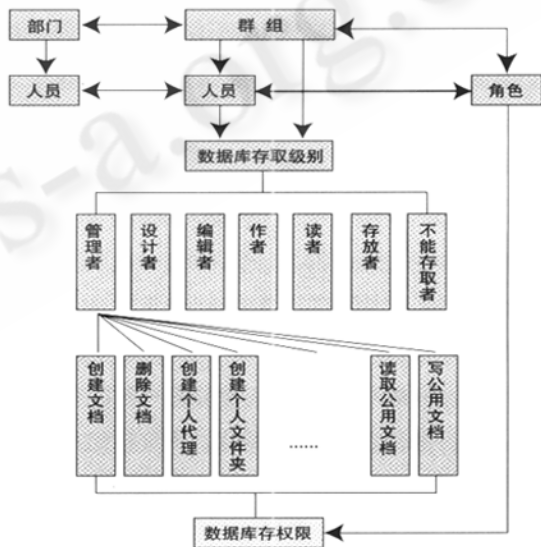 部门
群 组
人员
人员
角色
数据库存取级别
管理者
设计者
编辑者
作者
读者
存放者
不能存取者
创建文档
删除文档
创建个人代理
创建个人文件夹
……
读取公用文档
写公用文档
数据库存权限
s-a.org.c